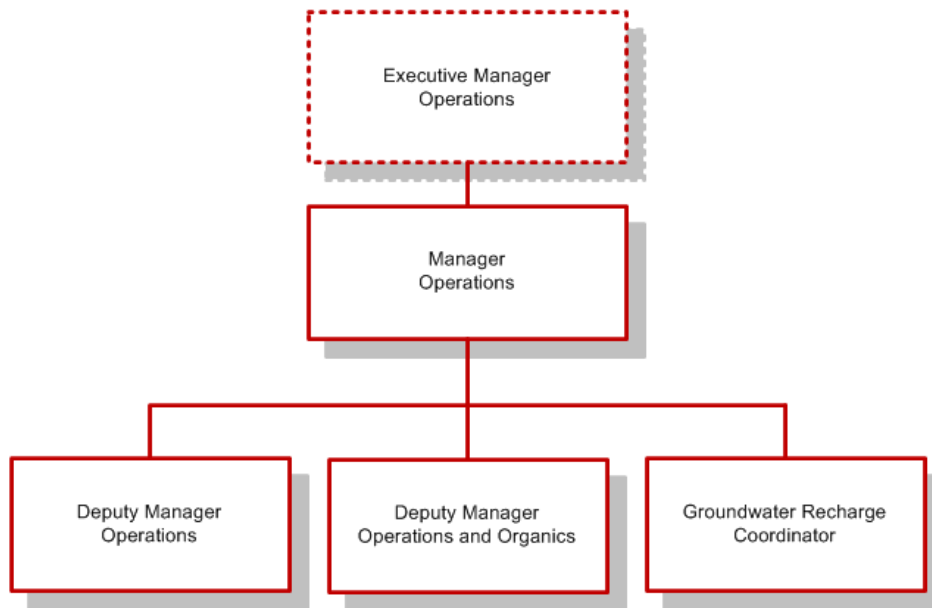 Executive Manager
Operations
Manager
Operations
Deputy Manager
Operations
Deputy Manager
Operations and Organics
Groundwater Recharge
Coordinator